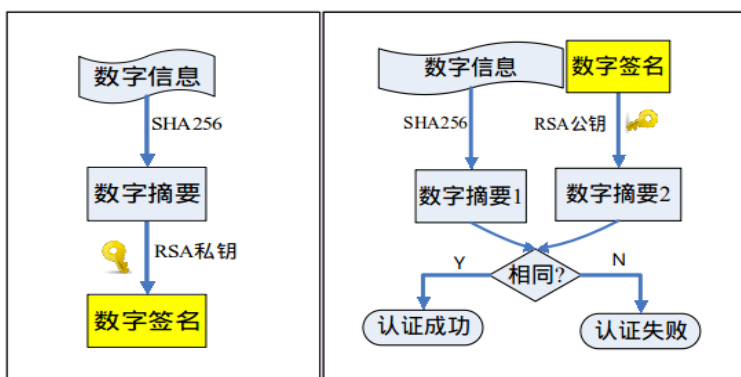 数字信息
SHA256
数字摘要
RSA私钥
数字签名
数字信息
数字签名
SHA256
RSA公钥
数字摘要1
数字摘要2
相同?
Y
N
认证成功
认证失败